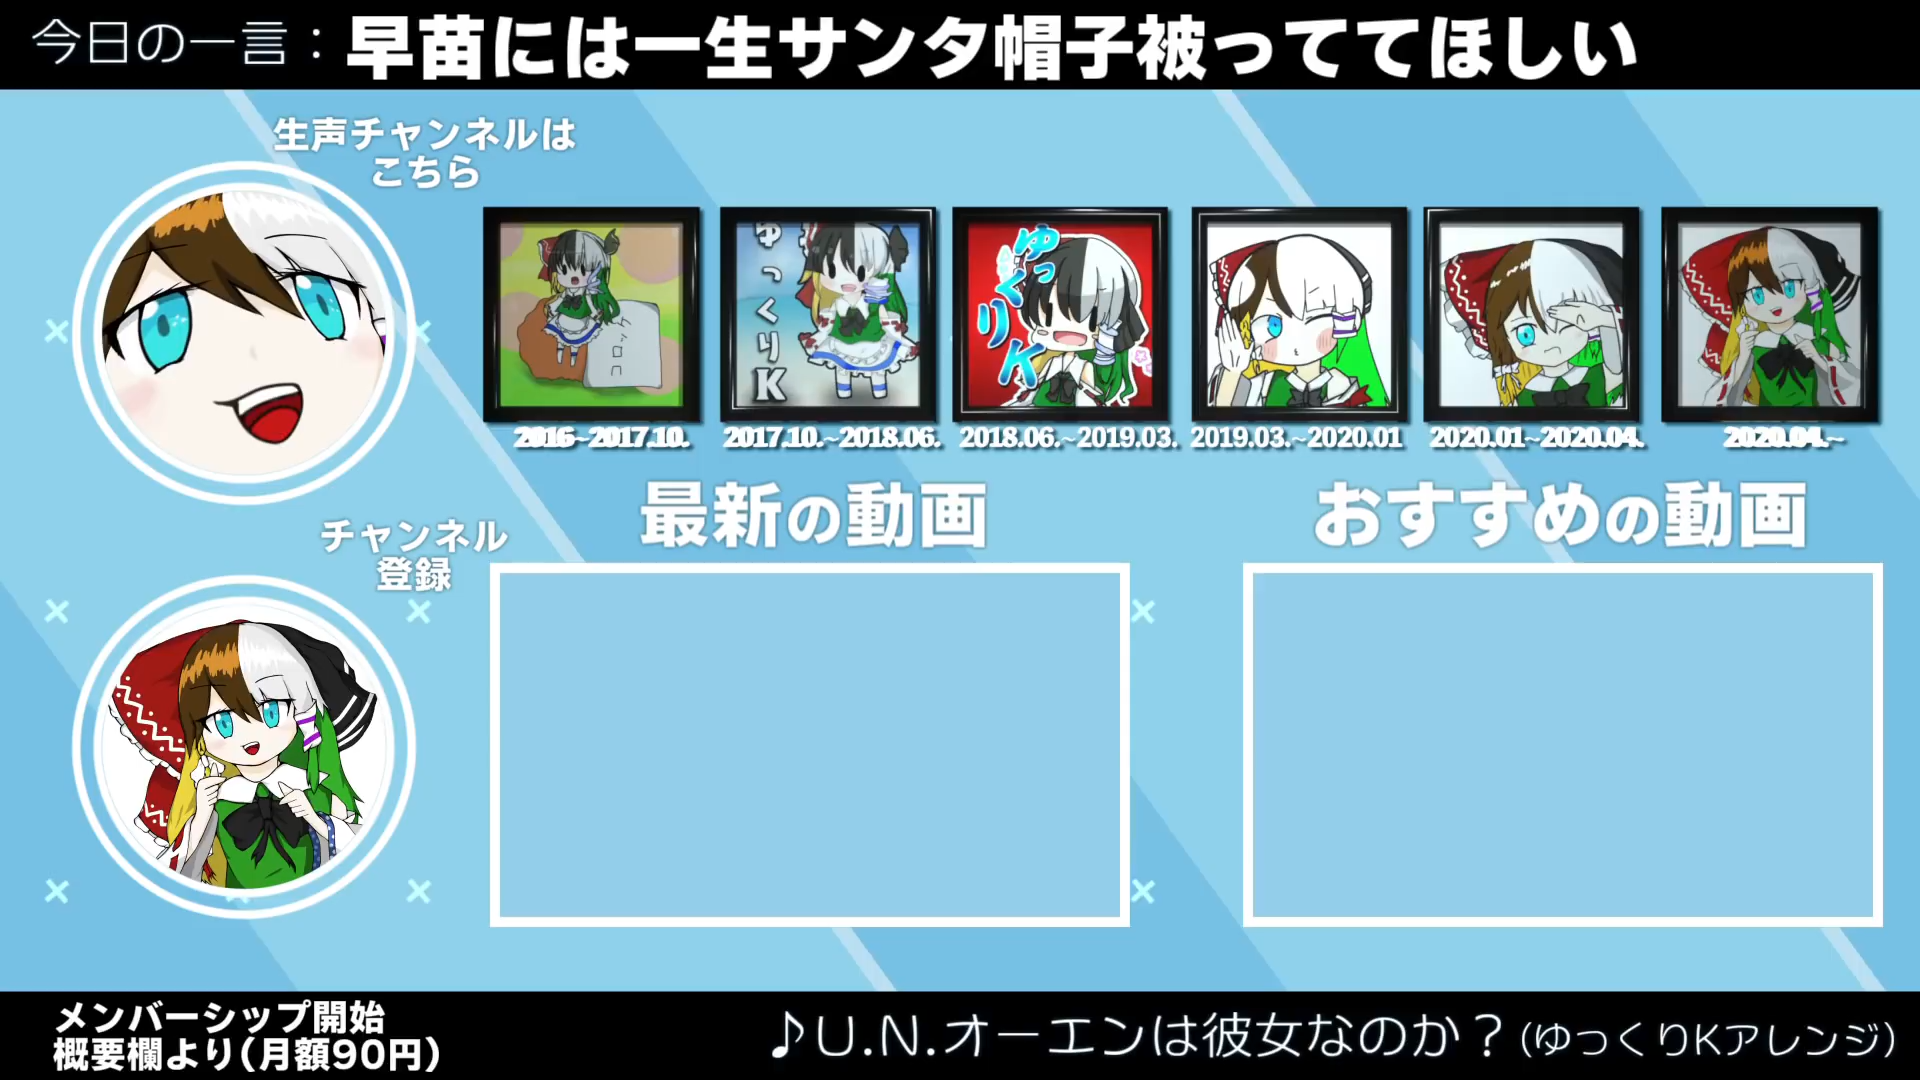 今日の一言：早苗には一生サンタ帽子被っててほしい
生声チャンネルは
こちら
ゆっくりK
ゆっくりK
2016~2017.10.
2017.10.~2018.06.
2018.06.~2019.03.
2019.03.~2020.01
2020.01~2020.04.
2020.04.~
最新の動画
おすすめの動画
チャンネル
登録
メンバーシップ開始
概要欄より(月額90円)
♪U.N.オーエンは彼女なのか？(ゆっくりKアレンジ)